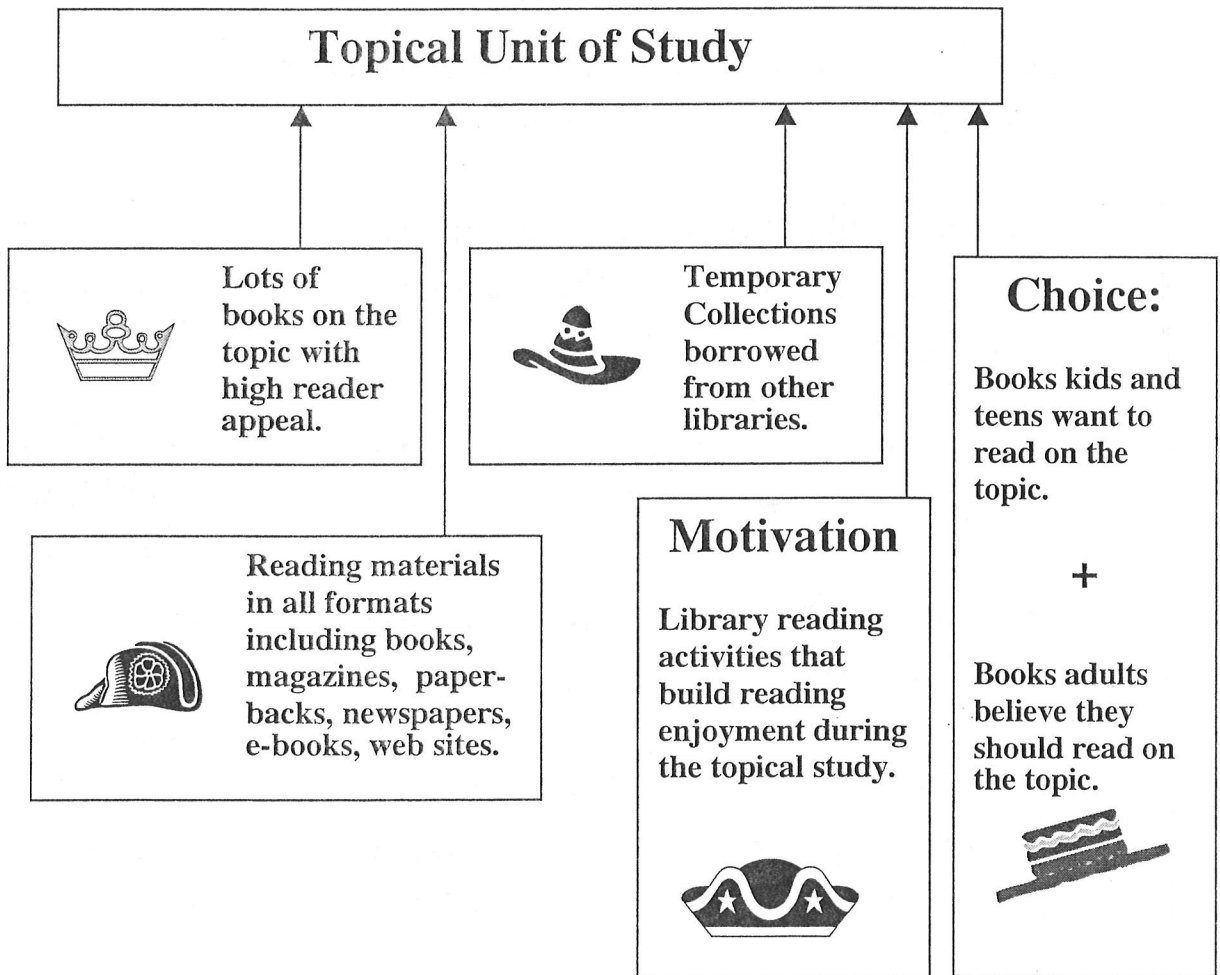 Topical Unit of Study
Lots of
books on the
topic with
high reader
appeal.
Temporary
Collections
borrowed
from other
libraries.
Choice:
Books kids and
teens want to
read on the
topic.
+
Books adults
believe they
should read on
the topic.
Reading materials
in all formats
including books,
magazines, paper-
backs, newspapers,
e-books, web sites.
Motivation
Library reading
activities that
build reading
enjoyment during
the topical study.